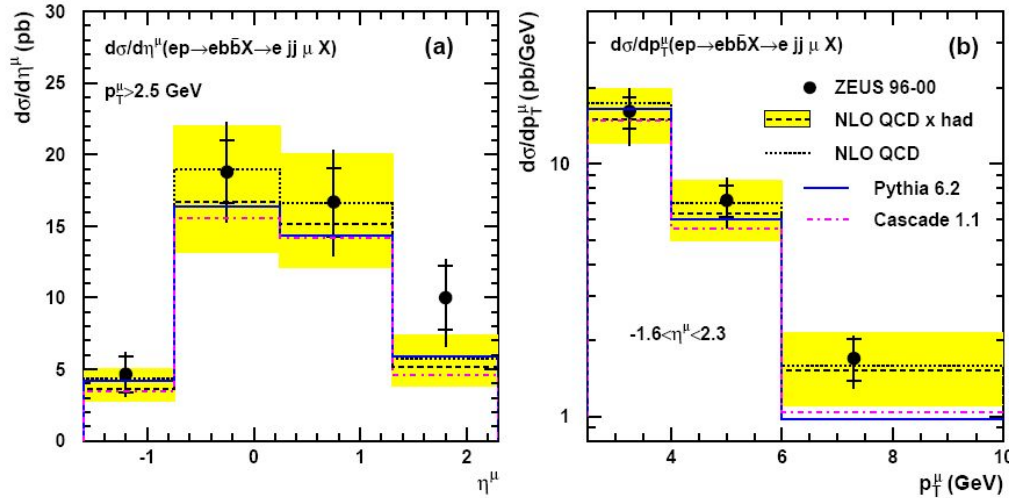 dσ/dη^μ (pb)
30
25
20
15
10
5
0
dσ/dη^μ(ep→ebb̄X→e jj μ X)
(a)
p_T^μ>2.5 GeV
-1
0
1
2
η^μ
dσ/dp_T^μ (pb/GeV)
10
1
dσ/dp_T^μ(ep→ebb̄X→e jj μ X)
(b)
ZEUS 96-00
NLO QCD x had
NLO QCD
Pythia 6.2
Cascade 1.1
-1.6<η^μ<2.3
4
6
8
10
p_T^μ (GeV)